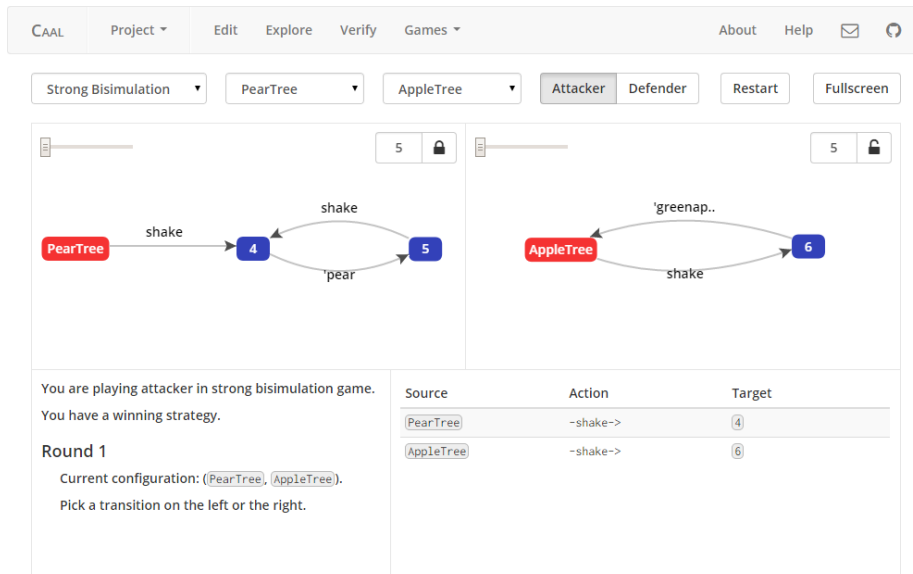 CAAL Project Edit Explore Verify Games About Help
Strong Bisimulation PearTree AppleTree Attacker Defender Restart Fullscreen
5 5
shake
shake
PearTree 4 5
'pear
'greenap..
AppleTree 6
shake
You are playing attacker in strong bisimulation game.
You have a winning strategy.
Round 1
Current configuration: (PearTree, AppleTree).
Pick a transition on the left or the right.
Source Action Target
PearTree -shake-> 4
AppleTree -shake-> 6